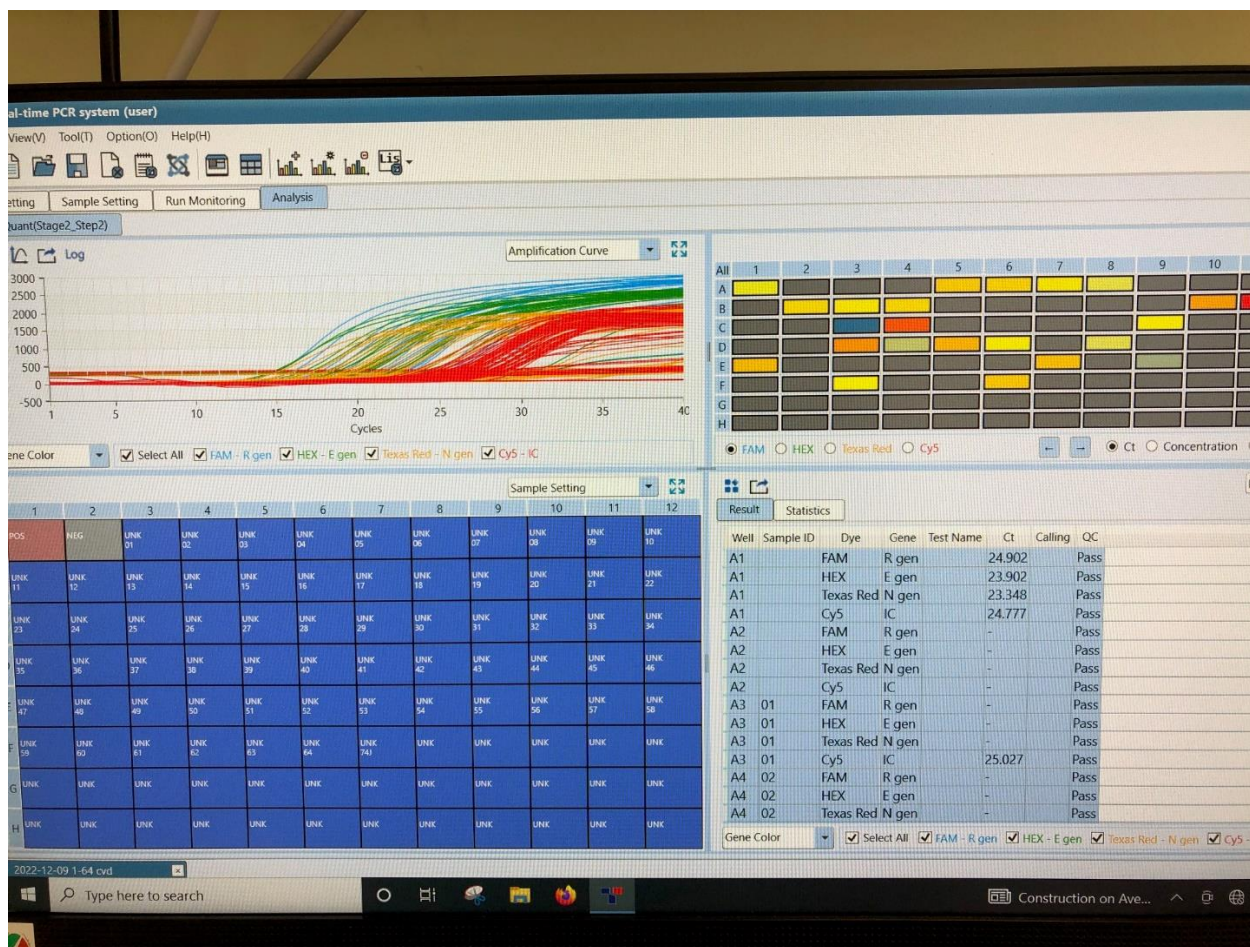 al-time PCR system (user)
View(V) Tool(T) Option(O) Help(H)
Lis
etting Sample Setting Run Monitoring Analysis
Quant(Stage2_Step2)
Log Amplification Curve
3000
2500
2000
1500
1000
500
0
-500
1 5 10 15 20 25 30 35 40
Cycles
ene Color Select All FAM - R gen HEX - E gen Texas Red - N gen Cy5 - IC
All 1 2 3 4 5 6 7 8 9 10
A
B
C
D
E
F
G
H
FAM HEX Texas Red Cy5 ← → Ct Concentration
Sample Setting
1 2 3 4 5 6 7 8 9 10 11 12
POS NEG UNK UNK UNK UNK UNK UNK UNK UNK UNK UNK
01 02 03 04 05 06 07 08 09 10
UNK UNK UNK UNK UNK UNK UNK UNK UNK UNK UNK UNK
11 12 13 14 15 16 17 18 19 20 21 22
UNK UNK UNK UNK UNK UNK UNK UNK UNK UNK UNK UNK
23 24 25 26 27 28 29 30 31 32 33 34
UNK UNK UNK UNK UNK UNK UNK UNK UNK UNK UNK UNK
35 36 37 38 39 40 41 42 43 44 45 46
UNK UNK UNK UNK UNK UNK UNK UNK UNK UNK UNK UNK
47 48 49 50 51 52 53 54 55 56 57 58
F UNK UNK UNK UNK UNK UNK UNK UNK UNK UNK UNK UNK
59 60 61 62 63 64 74)
G UNK UNK UNK UNK UNK UNK UNK UNK UNK UNK UNK UNK
H UNK UNK UNK UNK UNK UNK UNK UNK UNK UNK UNK UNK
Result Statistics
Well Sample ID Dye Gene Test Name Ct Calling QC
A1 FAM R gen 24.902 Pass
A1 HEX E gen 23.902 Pass
A1 Texas Red N gen 23.348 Pass
A1 Cy5 IC 24.777 Pass
A2 FAM R gen - Pass
A2 HEX E gen - Pass
A2 Texas Red N gen - Pass
A2 Cy5 IC - Pass
A3 01 FAM R gen - Pass
A3 01 HEX E gen - Pass
A3 01 Texas Red N gen - Pass
A3 01 Cy5 IC 25.027 Pass
A4 02 FAM R gen - Pass
A4 02 HEX E gen - Pass
A4 02 Texas Red N gen - Pass
Gene Color Select All FAM - R gen HEX - E gen Texas Red - N gen Cy5 -
2022-12-09 1-64 cvd
Type here to search Construction on Ave...